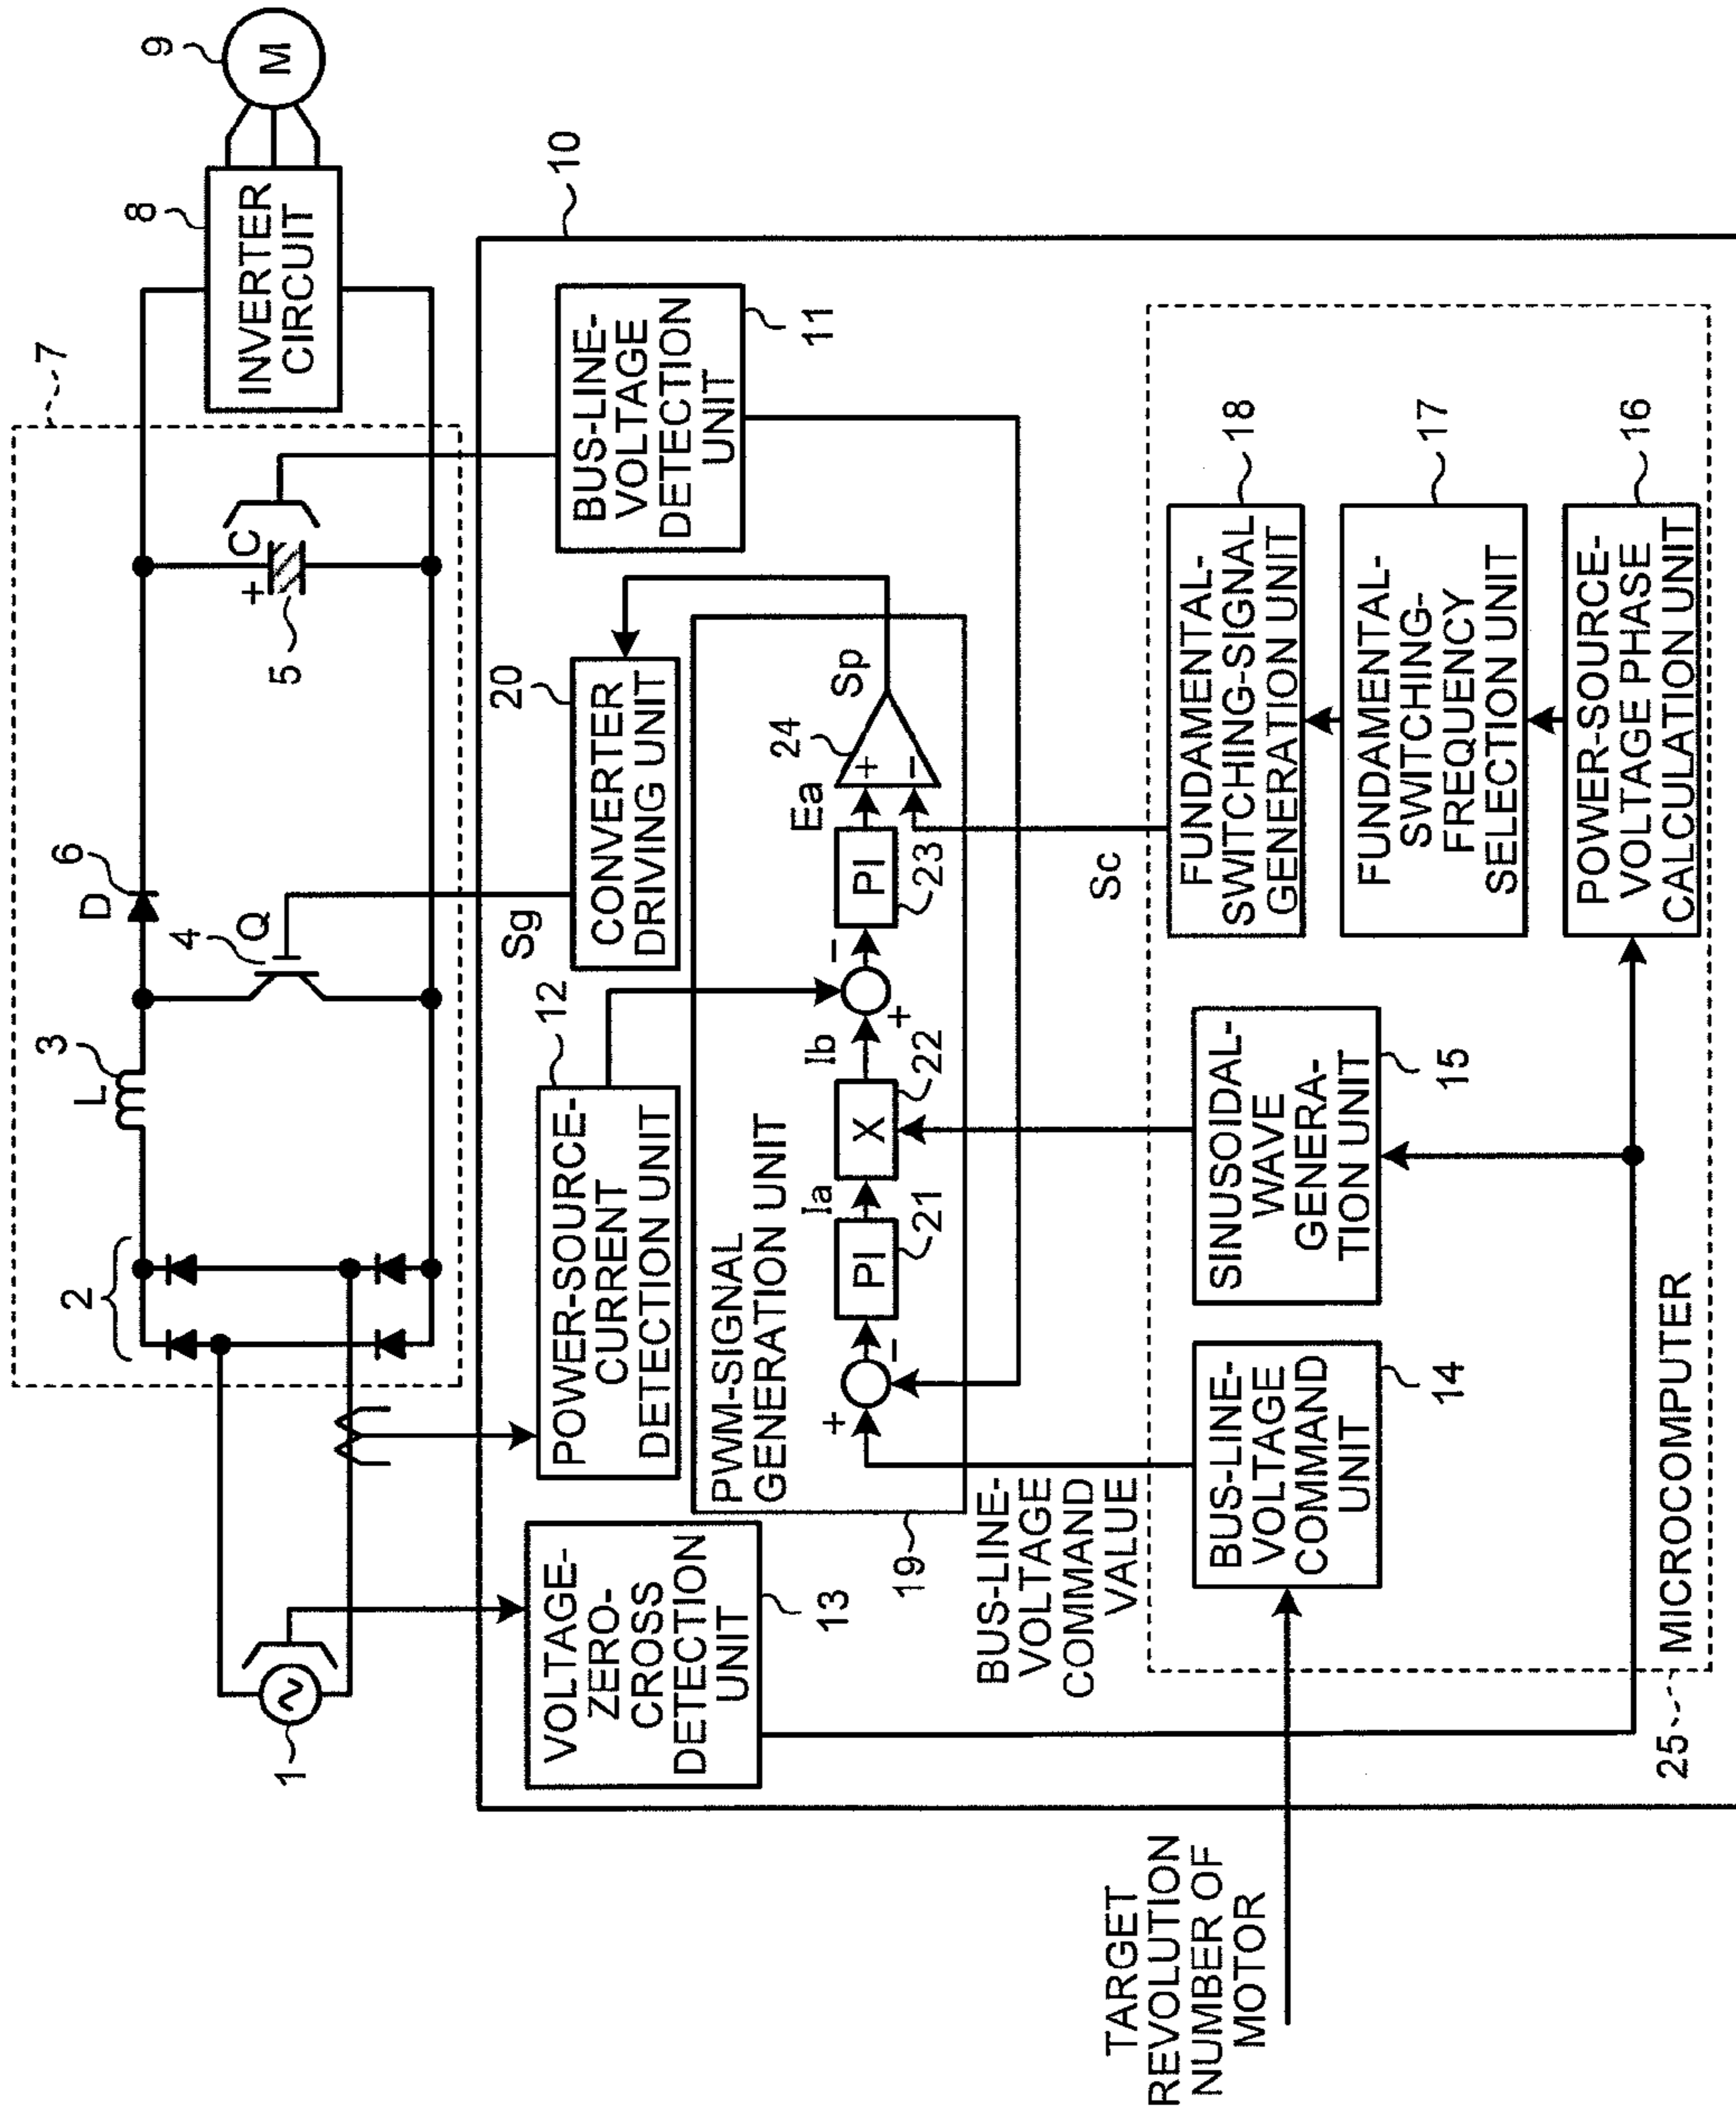 7
1
2
L
3
4
Q
D
6
+
C
5
8
INVERTER
CIRCUIT
9
M
10
VOLTAGE-
ZERO-
CROSS
DETECTION
UNIT
13
POWER-SOURCE-
CURRENT
DETECTION UNIT
12
Sg
CONVERTER
DRIVING UNIT
20
BUS-LINE-
VOLTAGE
DETECTION
UNIT
11
PWM-SIGNAL
GENERATION UNIT
19
+
−
PI
21
Ia
X
22
Ib
+
−
PI
23
Ea
+
−
24
Sp
BUS-LINE-
VOLTAGE
COMMAND
VALUE
Sc
TARGET
REVOLUTION
NUMBER OF
MOTOR
BUS-LINE-
VOLTAGE
COMMAND
UNIT
14
SINUSOIDAL-
WAVE
GENERA-
TION UNIT
15
FUNDAMENTAL-
SWITCHING-SIGNAL
GENERATION UNIT
18
FUNDAMENTAL-
SWITCHING-
FREQUENCY
SELECTION UNIT
17
POWER-SOURCE-
VOLTAGE PHASE
CALCULATION UNIT
16
25
MICROCOMPUTER